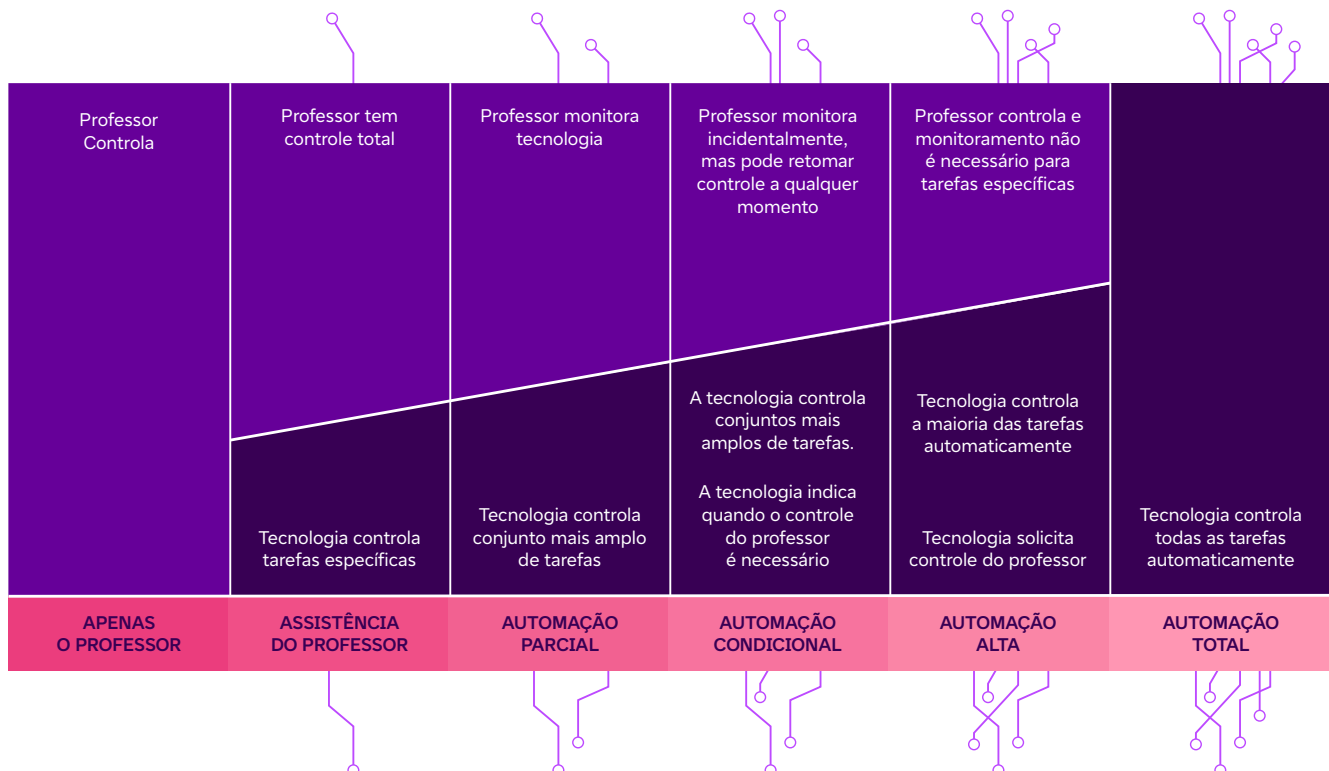 Professor
Controla
Professor tem
controle total
Professor monitora
tecnologia
Professor monitora
incidentalmente,
mas pode retomar
controle a qualquer
momento
Professor controla e
monitoramento não
é necessário para
tarefas específicas
Tecnologia controla
tarefas específicas
Tecnologia controla
conjunto mais amplo
de tarefas
A tecnologia controla
conjuntos mais
amplos de tarefas.
A tecnologia indica
quando o controle
do professor
é necessário
Tecnologia controla
a maioria das tarefas
automaticamente
Tecnologia solicita
controle do professor
Tecnologia controla
todas as tarefas
automaticamente
APENAS
O PROFESSOR
ASSISTÊNCIA
DO PROFESSOR
AUTOMAÇÃO
PARCIAL
AUTOMAÇÃO
CONDICIONAL
AUTOMAÇÃO
ALTA
AUTOMAÇÃO
TOTAL